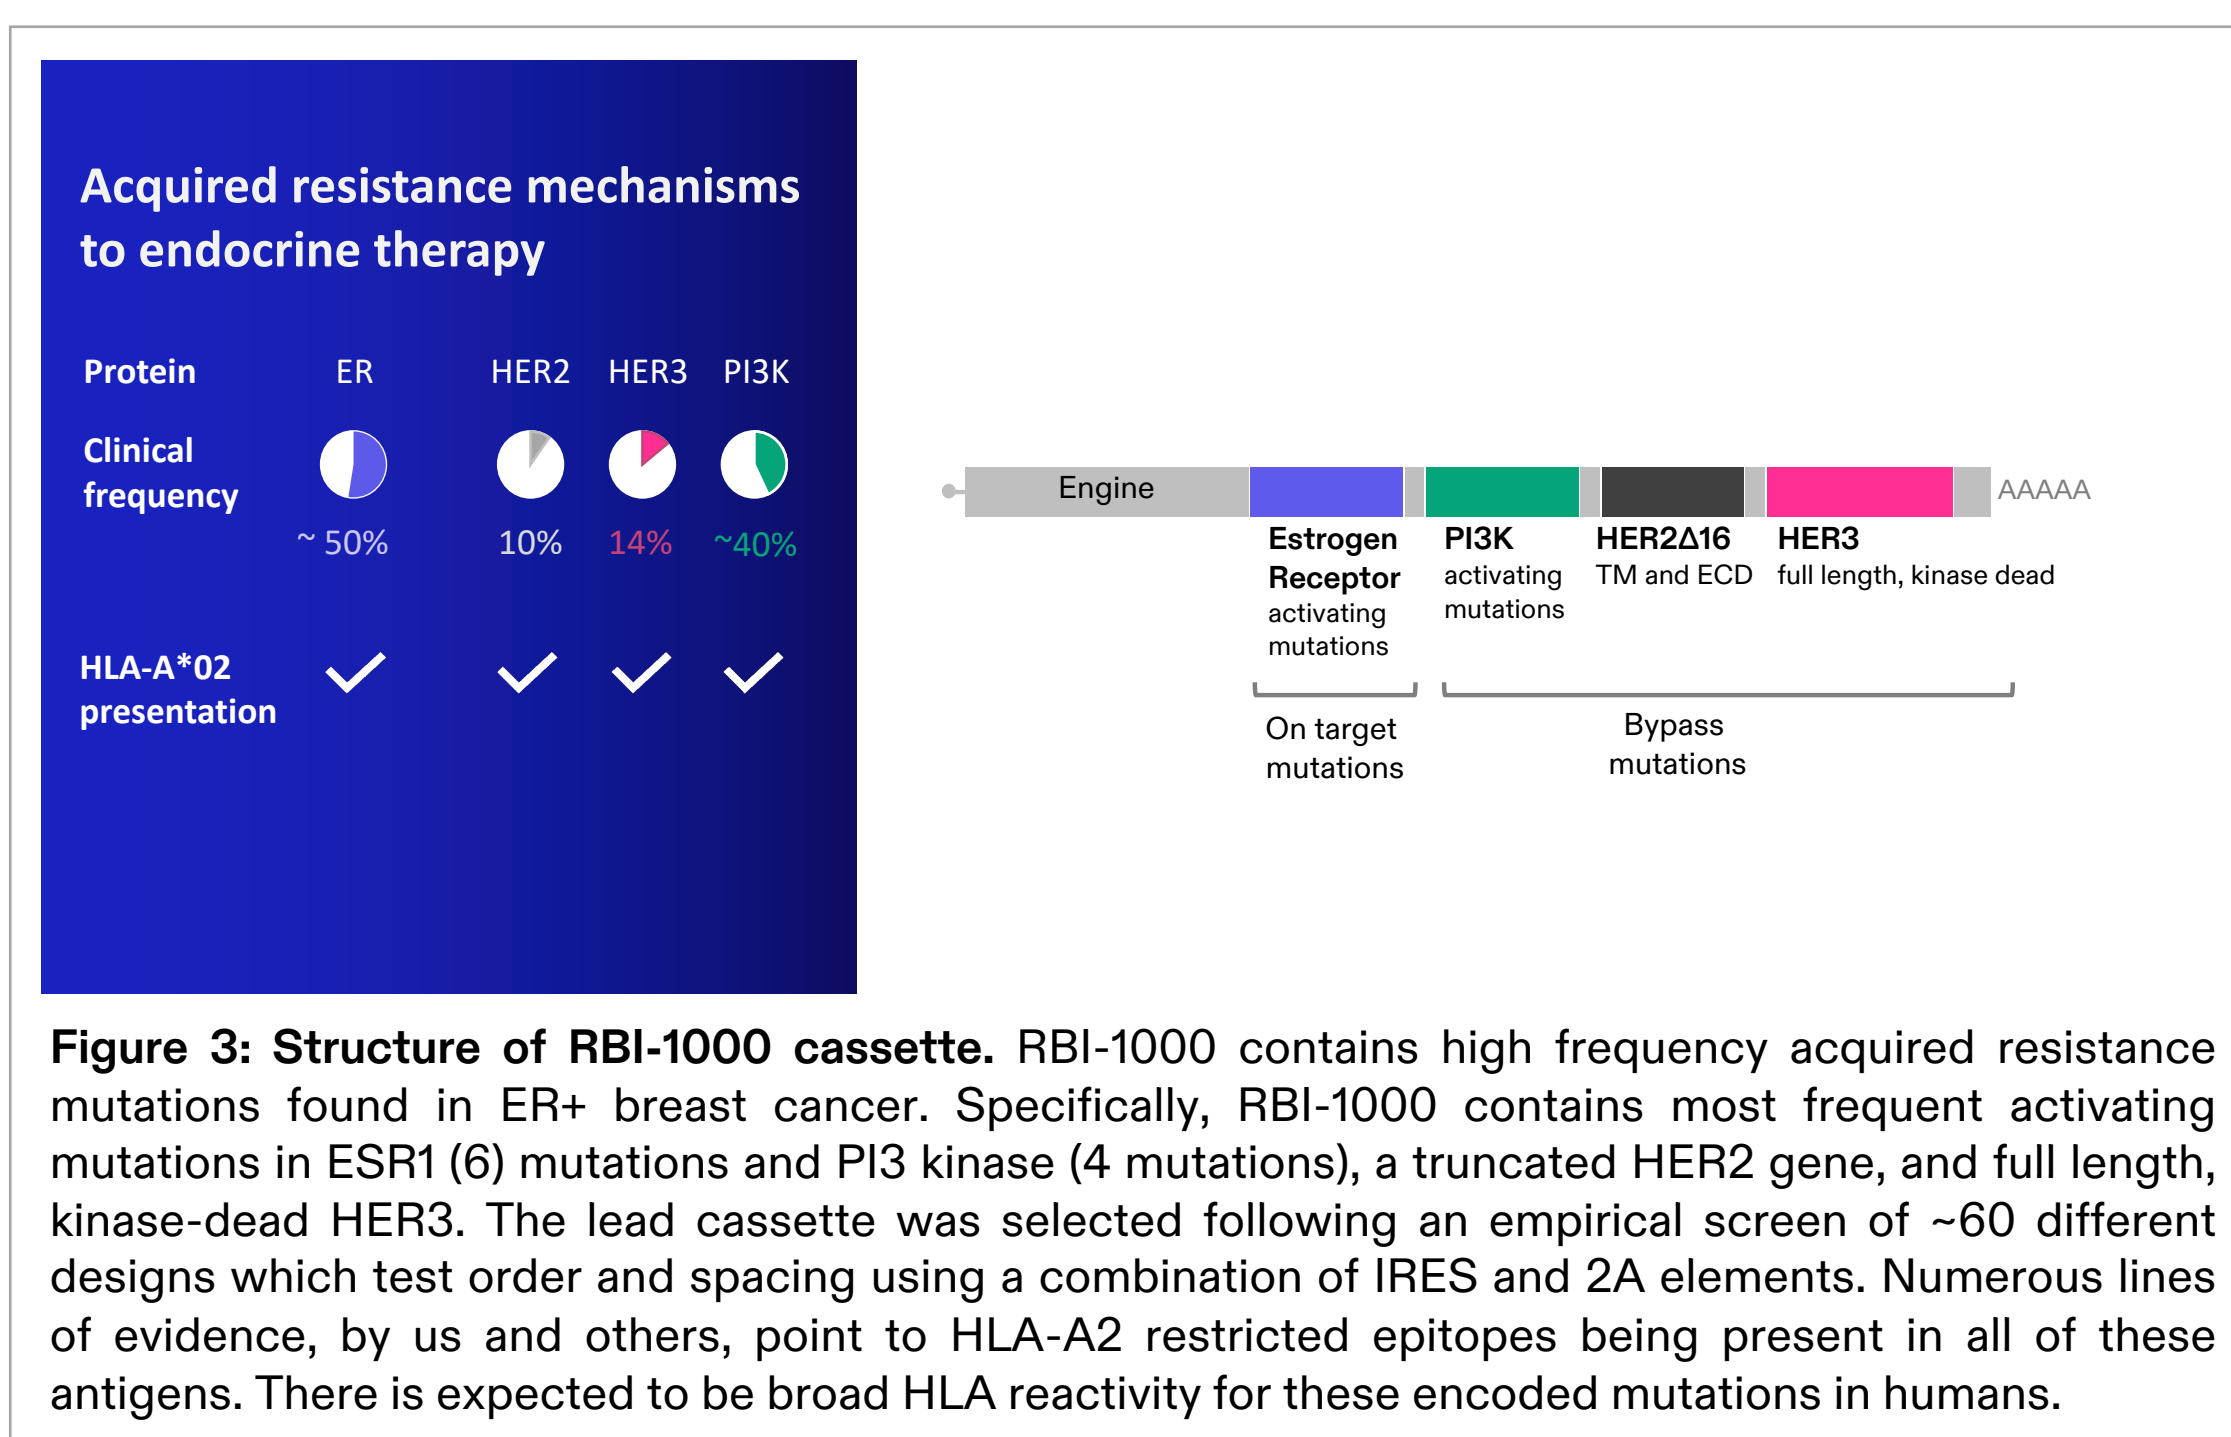 Acquired resistance mechanisms
to endocrine therapy
Protein ER HER2 HER3 PI3K
Clinical
frequency
~ 50% 10% 14% ~40%
HLA-A*02
presentation
Engine AAAAA
Estrogen
Receptor
activating
mutations
PI3K
activating
mutations
HER2Δ16
TM and ECD
HER3
full length, kinase dead
On target
mutations
Bypass
mutations
Figure 3: Structure of RBI-1000 cassette. RBI-1000 contains high frequency acquired resistance
mutations found in ER+ breast cancer. Specifically, RBI-1000 contains most frequent activating
mutations in ESR1 (6) mutations and PI3 kinase (4 mutations), a truncated HER2 gene, and full length,
kinase-dead HER3. The lead cassette was selected following an empirical screen of ~60 different
designs which test order and spacing using a combination of IRES and 2A elements. Numerous lines
of evidence, by us and others, point to HLA-A2 restricted epitopes being present in all of these
antigens. There is expected to be broad HLA reactivity for these encoded mutations in humans.